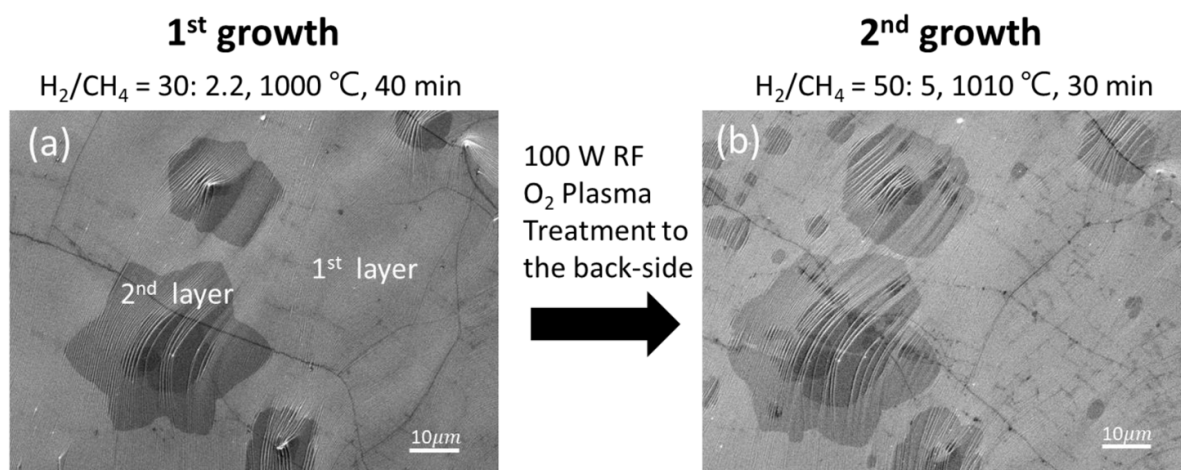 1st growth
H2/CH4 = 30: 2.2, 1000 ℃, 40 min
(a)
1st layer
2nd layer
10μm
100 W RF
O2 Plasma
Treatment to
the back-side
2nd growth
H2/CH4 = 50: 5, 1010 ℃, 30 min
(b)
10μm